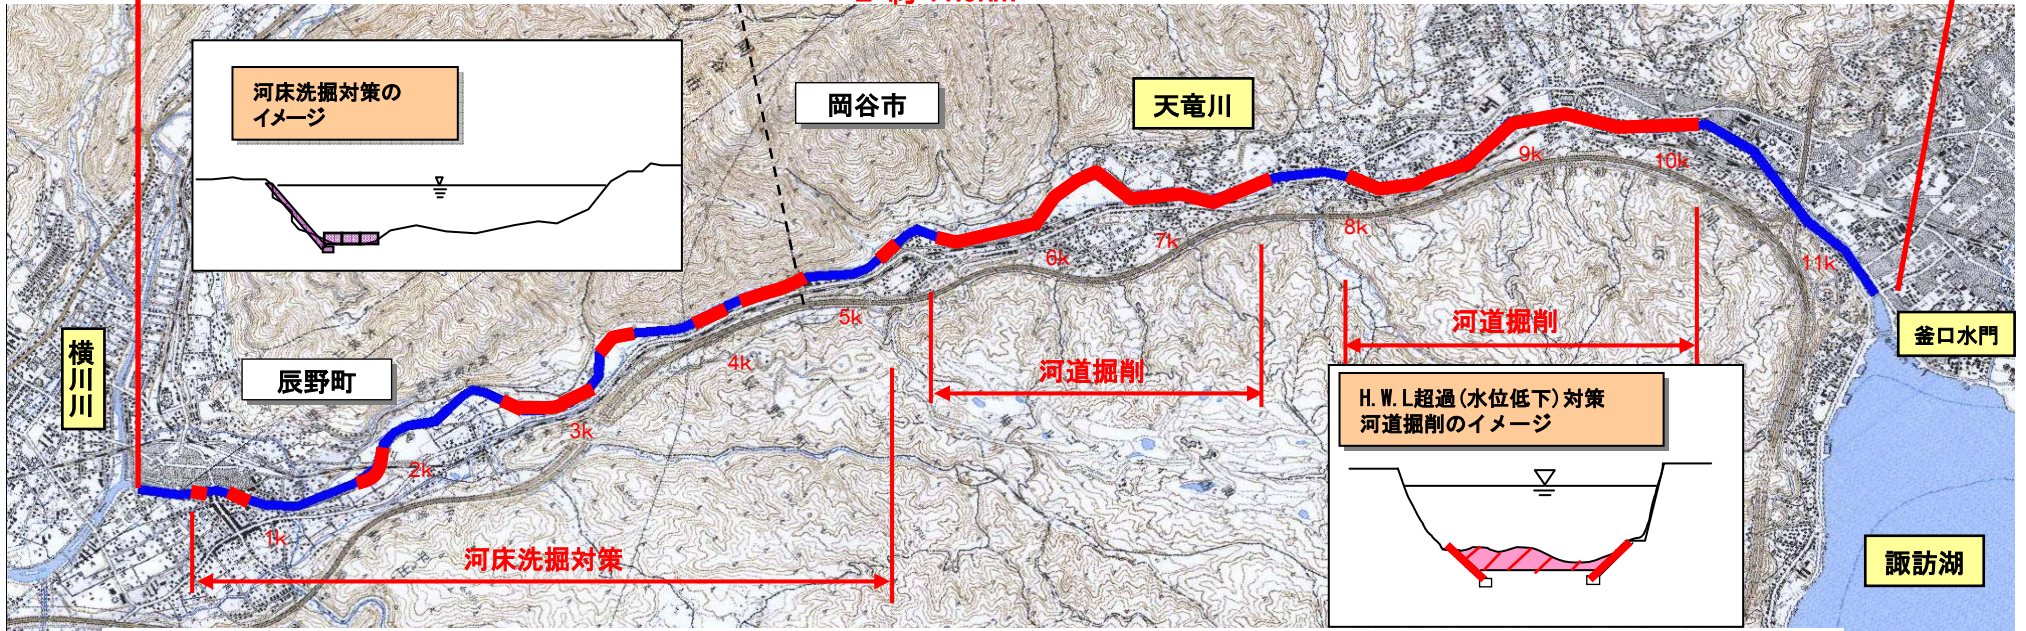 河床洗掘対策の
イメージ
岡谷市
天竜川
9k
10k
8k
7k
6k
11k
5k
河道掘削
釜口水門
横川川
4k
河道掘削
辰野町
H.W.L超過(水位低下)対策
河道掘削のイメージ
3k
2k
1k
河床洗掘対策
諏訪湖